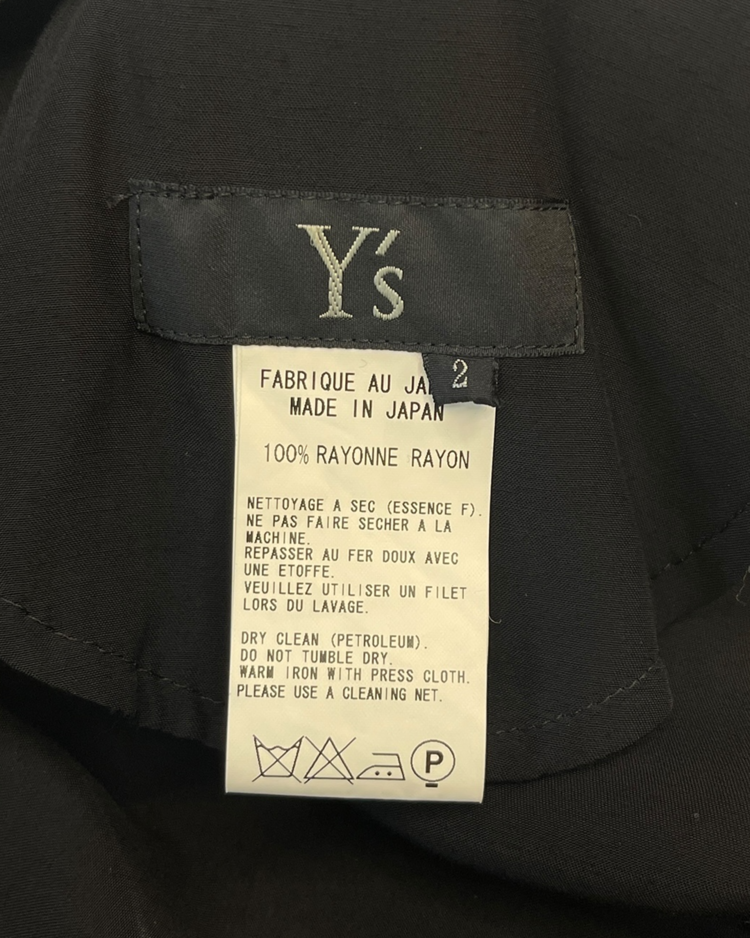 Y's
2
FABRIQUE AU
MADE IN JAPAN
100% RAYONNE RAYON
NETTOYAGE A SEC (ESSENCE F).
NE PAS FAIRE SECHER A LA
MACHINE.
REPASSER AU FER DOUX AVEC
UNE ETOFFE.
VEUILLEZ UTILISER UN FILET
LORS DU LAVAGE.
DRY CLEAN (PETROLEUM).
DO NOT TUMBLE DRY.
WARM IRON WITH PRESS CLOTH.
PLEASE USE A CLEANING NET.
P